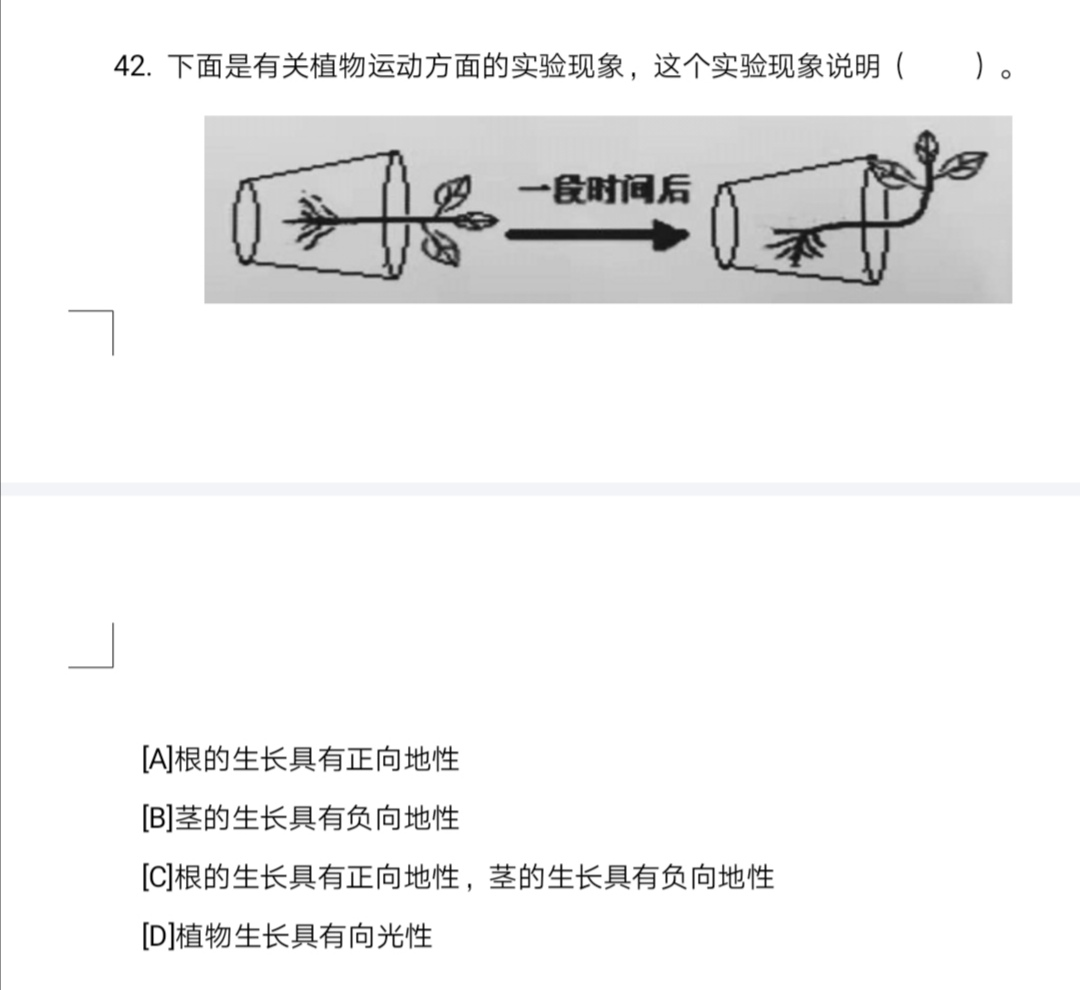 42. 下面是有关植物运动方面的实验现象，这个实验现象说明（　　）。
一段时间后
[A]根的生长具有正向地性
[B]茎的生长具有负向地性
[C]根的生长具有正向地性，茎的生长具有负向地性
[D]植物生长具有向光性